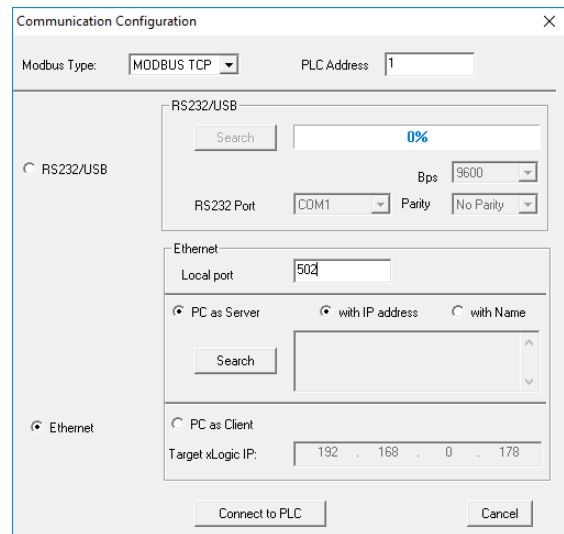 Communication Configuration
Modbus Type: MODBUS TCP PLC Address 1
RS232/USB
Search 0%
RS232/USB
Bps 9600
RS232 Port COM1 Parity No Parity
Ethernet
Local port 502
PC as Server with IP address with Name
Search
Ethernet
PC as Client
Target xLogic IP: 192 . 168 . 0 . 178
Connect to PLC Cancel